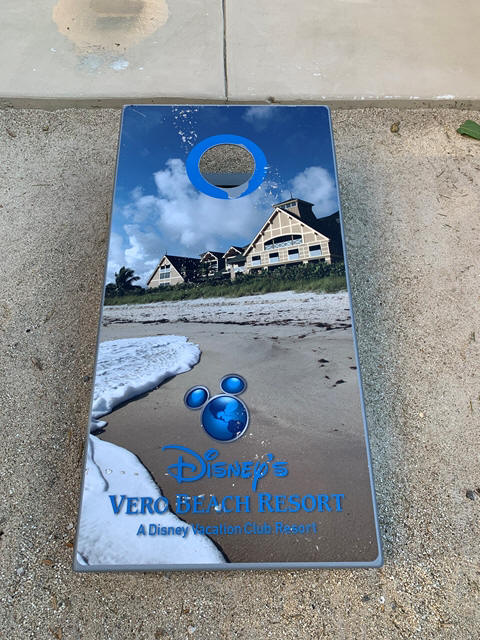 Disney's
Vero Beach Resort
A Disney Vacation Club Resort